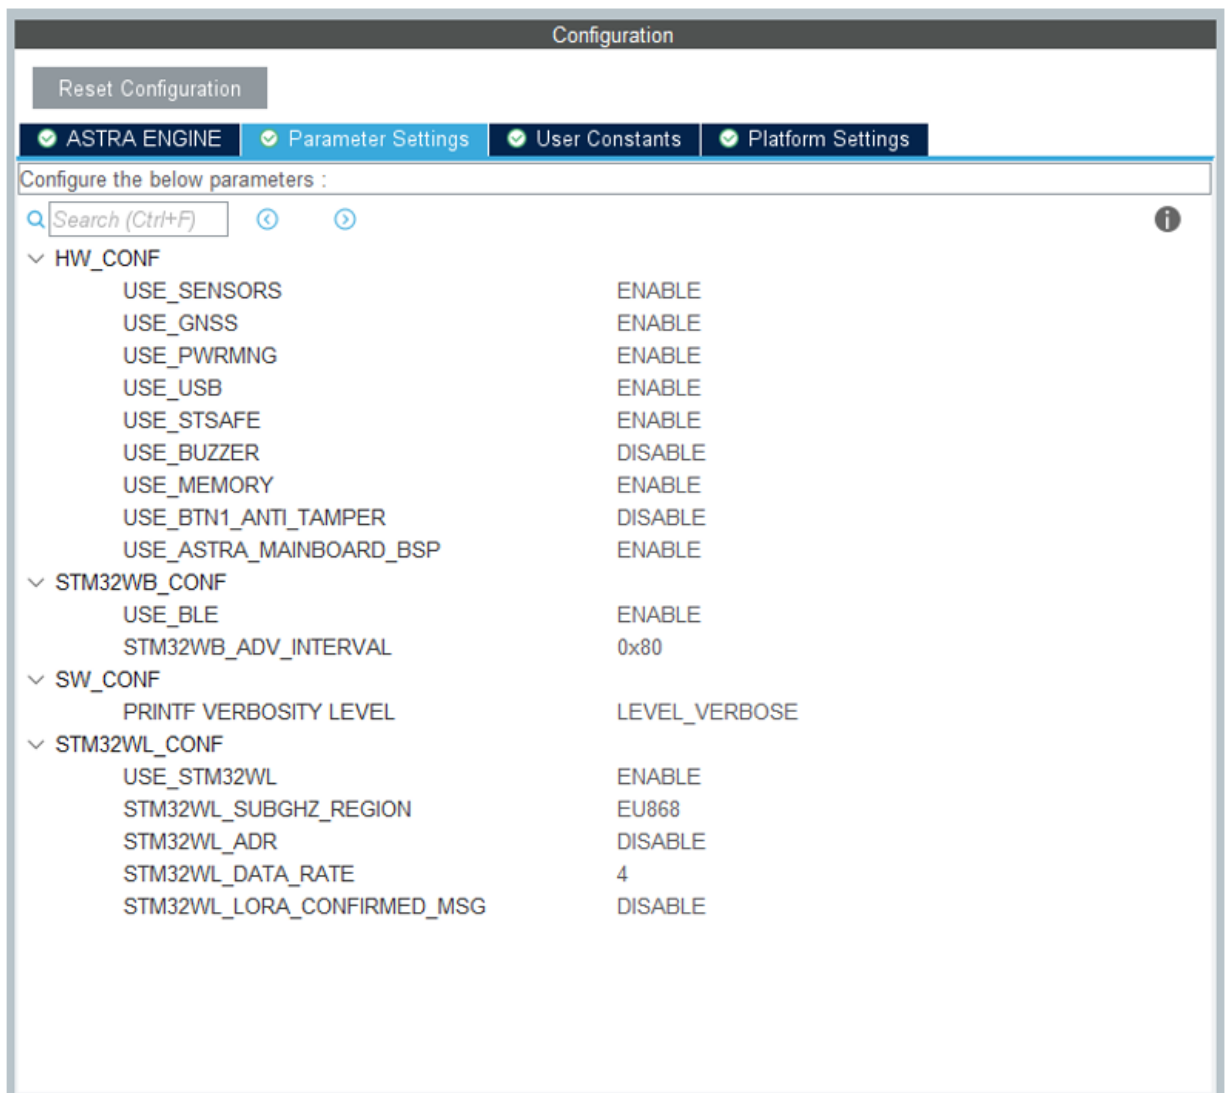 Configuration
Reset Configuration
ASTRA ENGINE Parameter Settings User Constants Platform Settings
Configure the below parameters :
Search (Ctrl+F)
HW_CONF
USE_SENSORS ENABLE
USE_GNSS ENABLE
USE_PWRMNG ENABLE
USE_USB ENABLE
USE_STSAFE ENABLE
USE_BUZZER DISABLE
USE_MEMORY ENABLE
USE_BTN1_ANTI_TAMPER DISABLE
USE_ASTRA_MAINBOARD_BSP ENABLE
STM32WB_CONF
USE_BLE ENABLE
STM32WB_ADV_INTERVAL 0x80
SW_CONF
PRINTF VERBOSITY LEVEL LEVEL_VERBOSE
STM32WL_CONF
USE_STM32WL ENABLE
STM32WL_SUBGHZ_REGION EU868
STM32WL_ADR DISABLE
STM32WL_DATA_RATE 4
STM32WL_LORA_CONFIRMED_MSG DISABLE